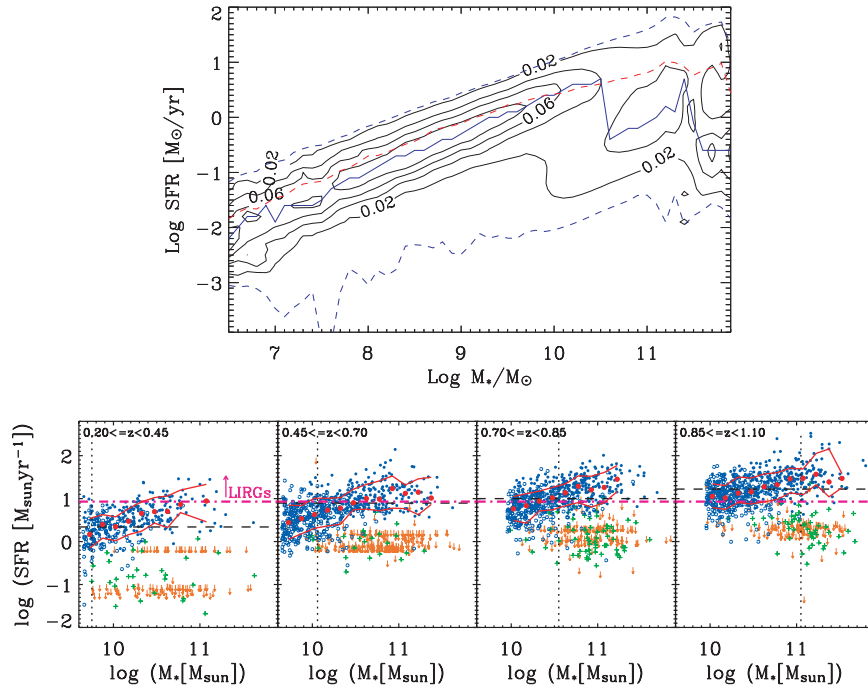 2
1
0
-1
-2
-3
Log SFR [M⊙/yr]
0.02
0.06
0.02
0.02
0.06
0.02
7 8 9 10 11
Log M*/M⊙
0.20<=z<0.45
0.45<=z<0.70
0.70<=z<0.85
0.85<=z<1.10
LIRGs
2
1
0
-1
-2
log (SFR [Msunyr-1])
10 11
10 11
10 11
10 11
log (M*[Msun])
log (M*[Msun])
log (M*[Msun])
log (M*[Msun])